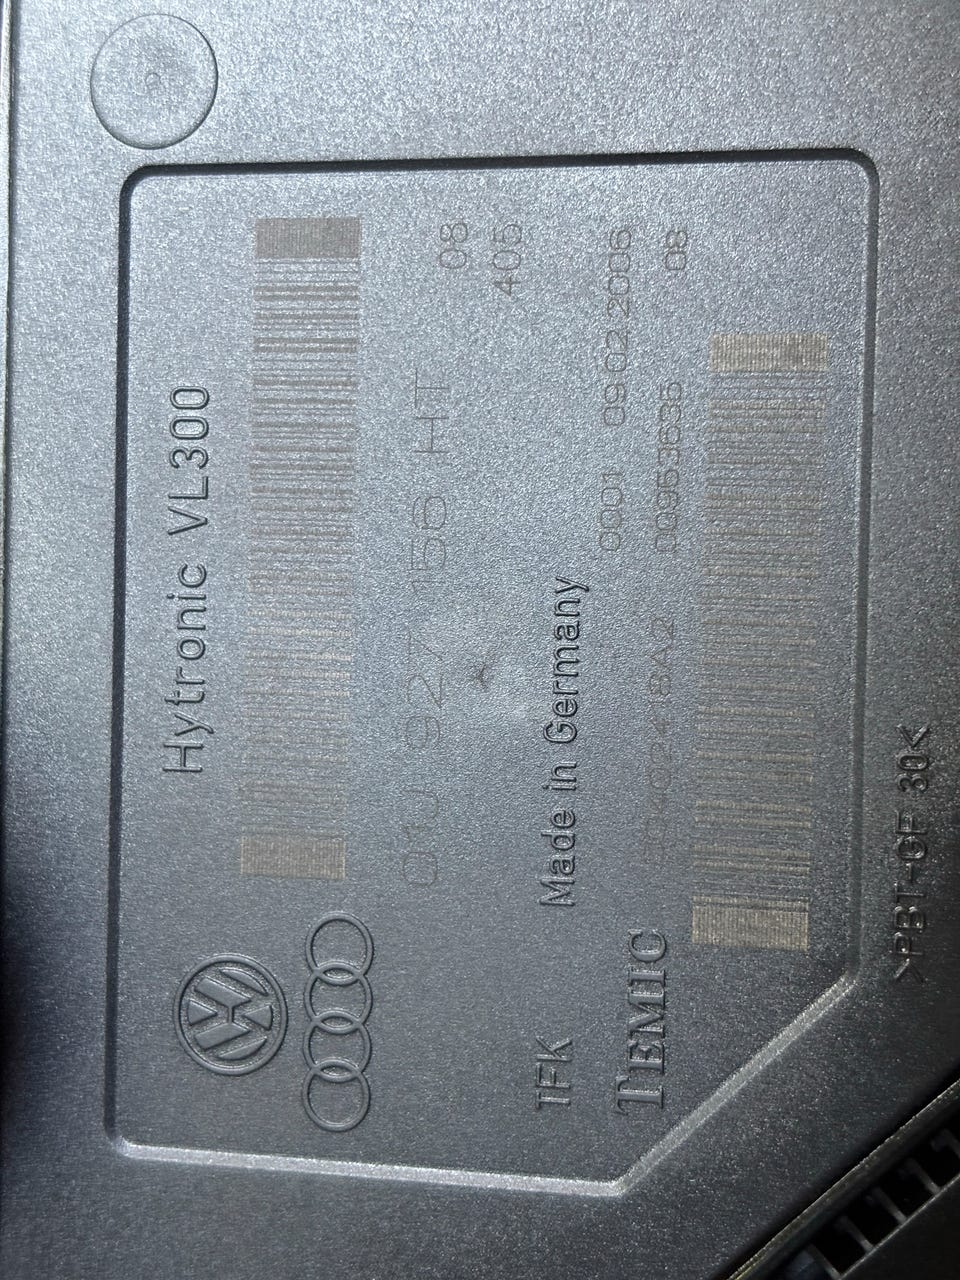 Hytronic VL300
01J 927 156 HT
08
405
TFK
Made in Germany
0001 09.02.2006
TEMIC
00953635 08
>PBT-GF 30<